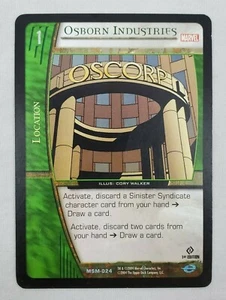 1
OSBORN INDUSTRIES
MARVEL
LOCATION
OSCORP
ILLUS: CORY WALKER
Activate, discard a Sinister Syndicate
character card from your hand →
Draw a card.
Activate, discard two cards from
your hand → Draw a card.
MSM-024